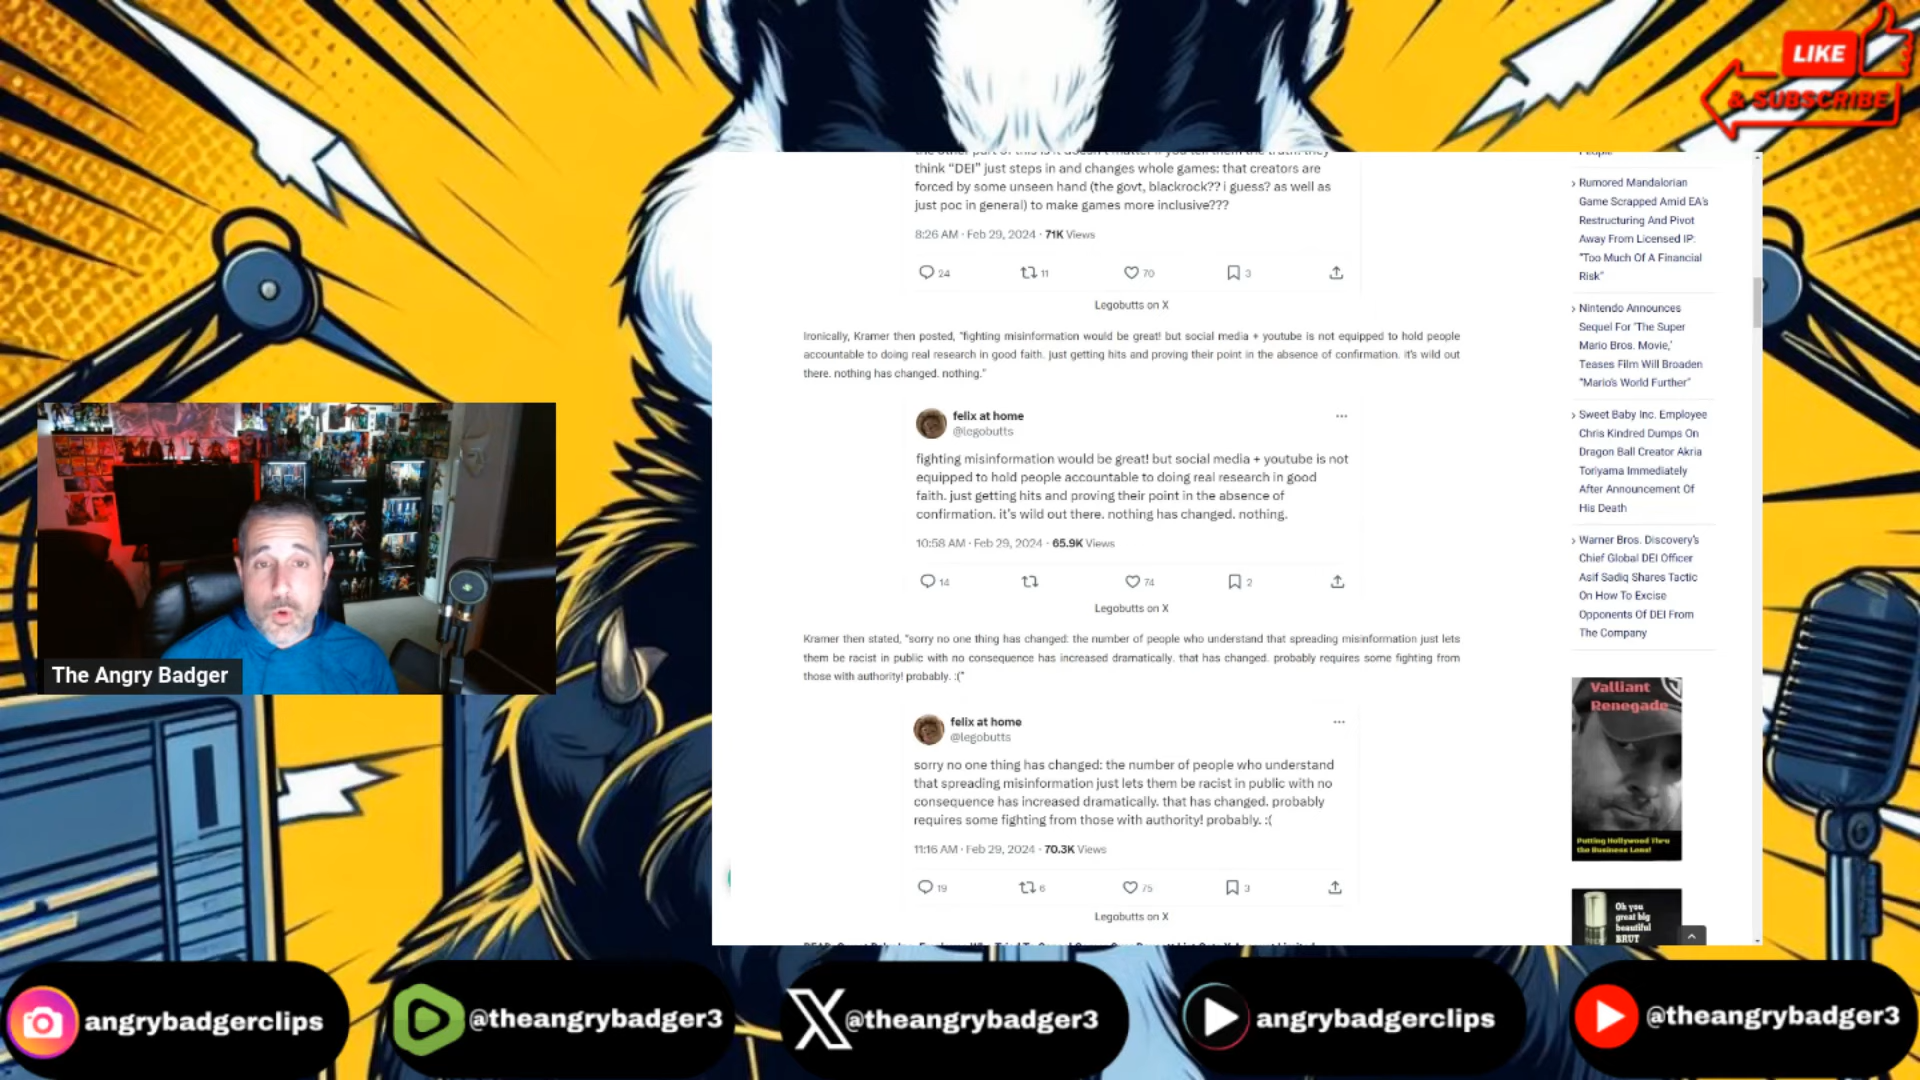 LIKE
& SUBSCRIBE
think "DEI" just steps in and changes whole games: that creators are
forced by some unseen hand (the govt, blackrock?? i guess? as well as
just poc in general) to make games more inclusive???
8:26 AM · Feb 29, 2024 · 71K Views
24 11 70 3
Legobutts on X
Ironically, Kramer then posted, "fighting misinformation would be great! but social media + youtube is not equipped to hold people
accountable to doing real research in good faith. just getting hits and proving their point in the absence of confirmation. it's wild out
there. nothing has changed. nothing."
felix at home
@legobutts
fighting misinformation would be great! but social media + youtube is not
equipped to hold people accountable to doing real research in good
faith. just getting hits and proving their point in the absence of
confirmation. it's wild out there. nothing has changed. nothing.
10:58 AM · Feb 29, 2024 · 65.9K Views
14 74 2
Legobutts on X
Kramer then stated, "sorry no one thing has changed: the number of people who understand that spreading misinformation just lets
them be racist in public with no consequence has increased dramatically. that has changed. probably requires some fighting from
those with authority! probably. :("
felix at home
@legobutts
sorry no one thing has changed: the number of people who understand
that spreading misinformation just lets them be racist in public with no
consequence has increased dramatically. that has changed. probably
requires some fighting from those with authority! probably. :(
11:16 AM · Feb 29, 2024 · 70.3K Views
19 6 75 3
Legobutts on X
People
› Rumored Mandalorian
Game Scrapped Amid EA's
Restructuring And Pivot
Away From Licensed IP:
"Too Much Of A Financial
Risk"
› Nintendo Announces
Sequel For 'The Super
Mario Bros. Movie,'
Teases Film Will Broaden
"Mario's World Further"
› Sweet Baby Inc. Employee
Chris Kindred Dumps On
Dragon Ball Creator Akria
Toriyama Immediately
After Announcement Of
His Death
› Warner Bros. Discovery's
Chief Global DEI Officer
Asif Sadiq Shares Tactic
On How To Excise
Opponents Of DEI From
The Company
Valliant
Renegade
Putting Hollywood Thru
the Business Lens!
Oh you
great big
beautiful
BRUT
The Angry Badger
angrybadgerclips
@theangrybadger3
@theangrybadger3
angrybadgerclips
@theangrybadger3